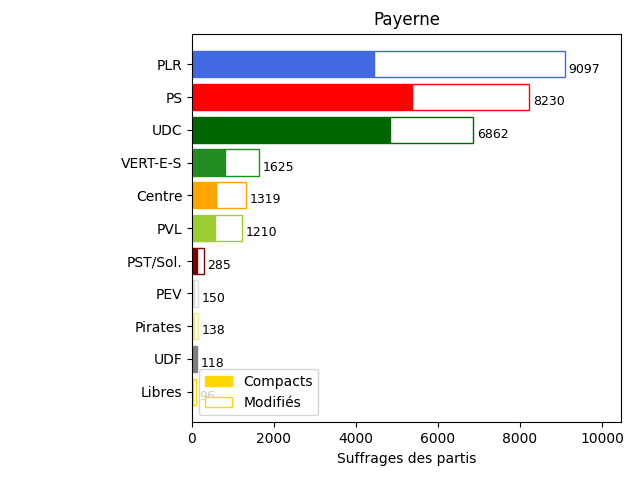 Payerne
PLR 9097
PS 8230
UDC 6862
VERT-E-S 1625
Centre 1319
PVL 1210
PST/Sol. 285
PEV 150
Pirates 138
UDF 118
Libres 96
Compacts
Modifiés
0 2000 4000 6000 8000 10000
Suffrages des partis